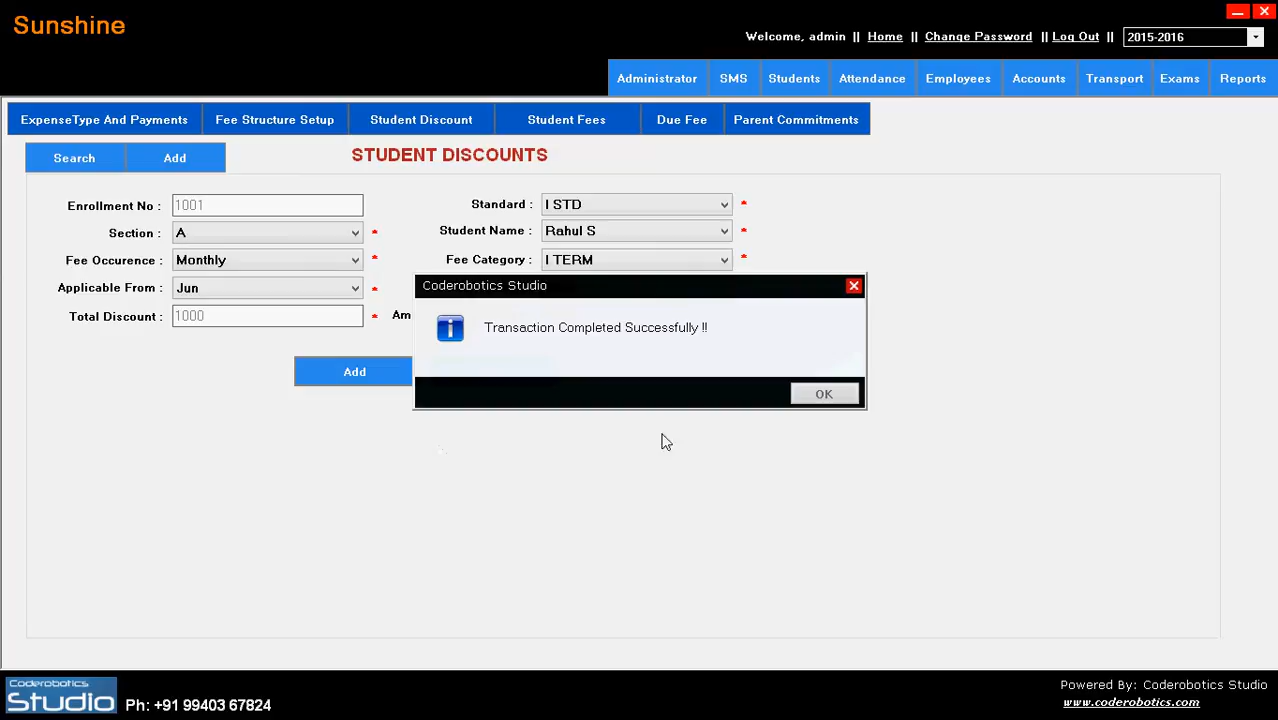 Sunshine
Welcome, admin || Home || Change Password || Log Out || 2015-2016
Administrator SMS Students Attendance Employees Accounts Transport Exams Reports
ExpenseType And Payments Fee Structure Setup Student Discount Student Fees Due Fee Parent Commitments
Search Add STUDENT DISCOUNTS
Enrollment No : 1001 Standard : I STD *
Section : A * Student Name : Rahul S *
Fee Occurence : Monthly * Fee Category : I TERM *
Applicable From : Jun *
Total Discount : 1000 * Am
Add
Coderobotics Studio
Transaction Completed Successfully !!
OK
Coderobotics
Studio
Ph: +91 99403 67824
Powered By: Coderobotics Studio
www.coderobotics.com